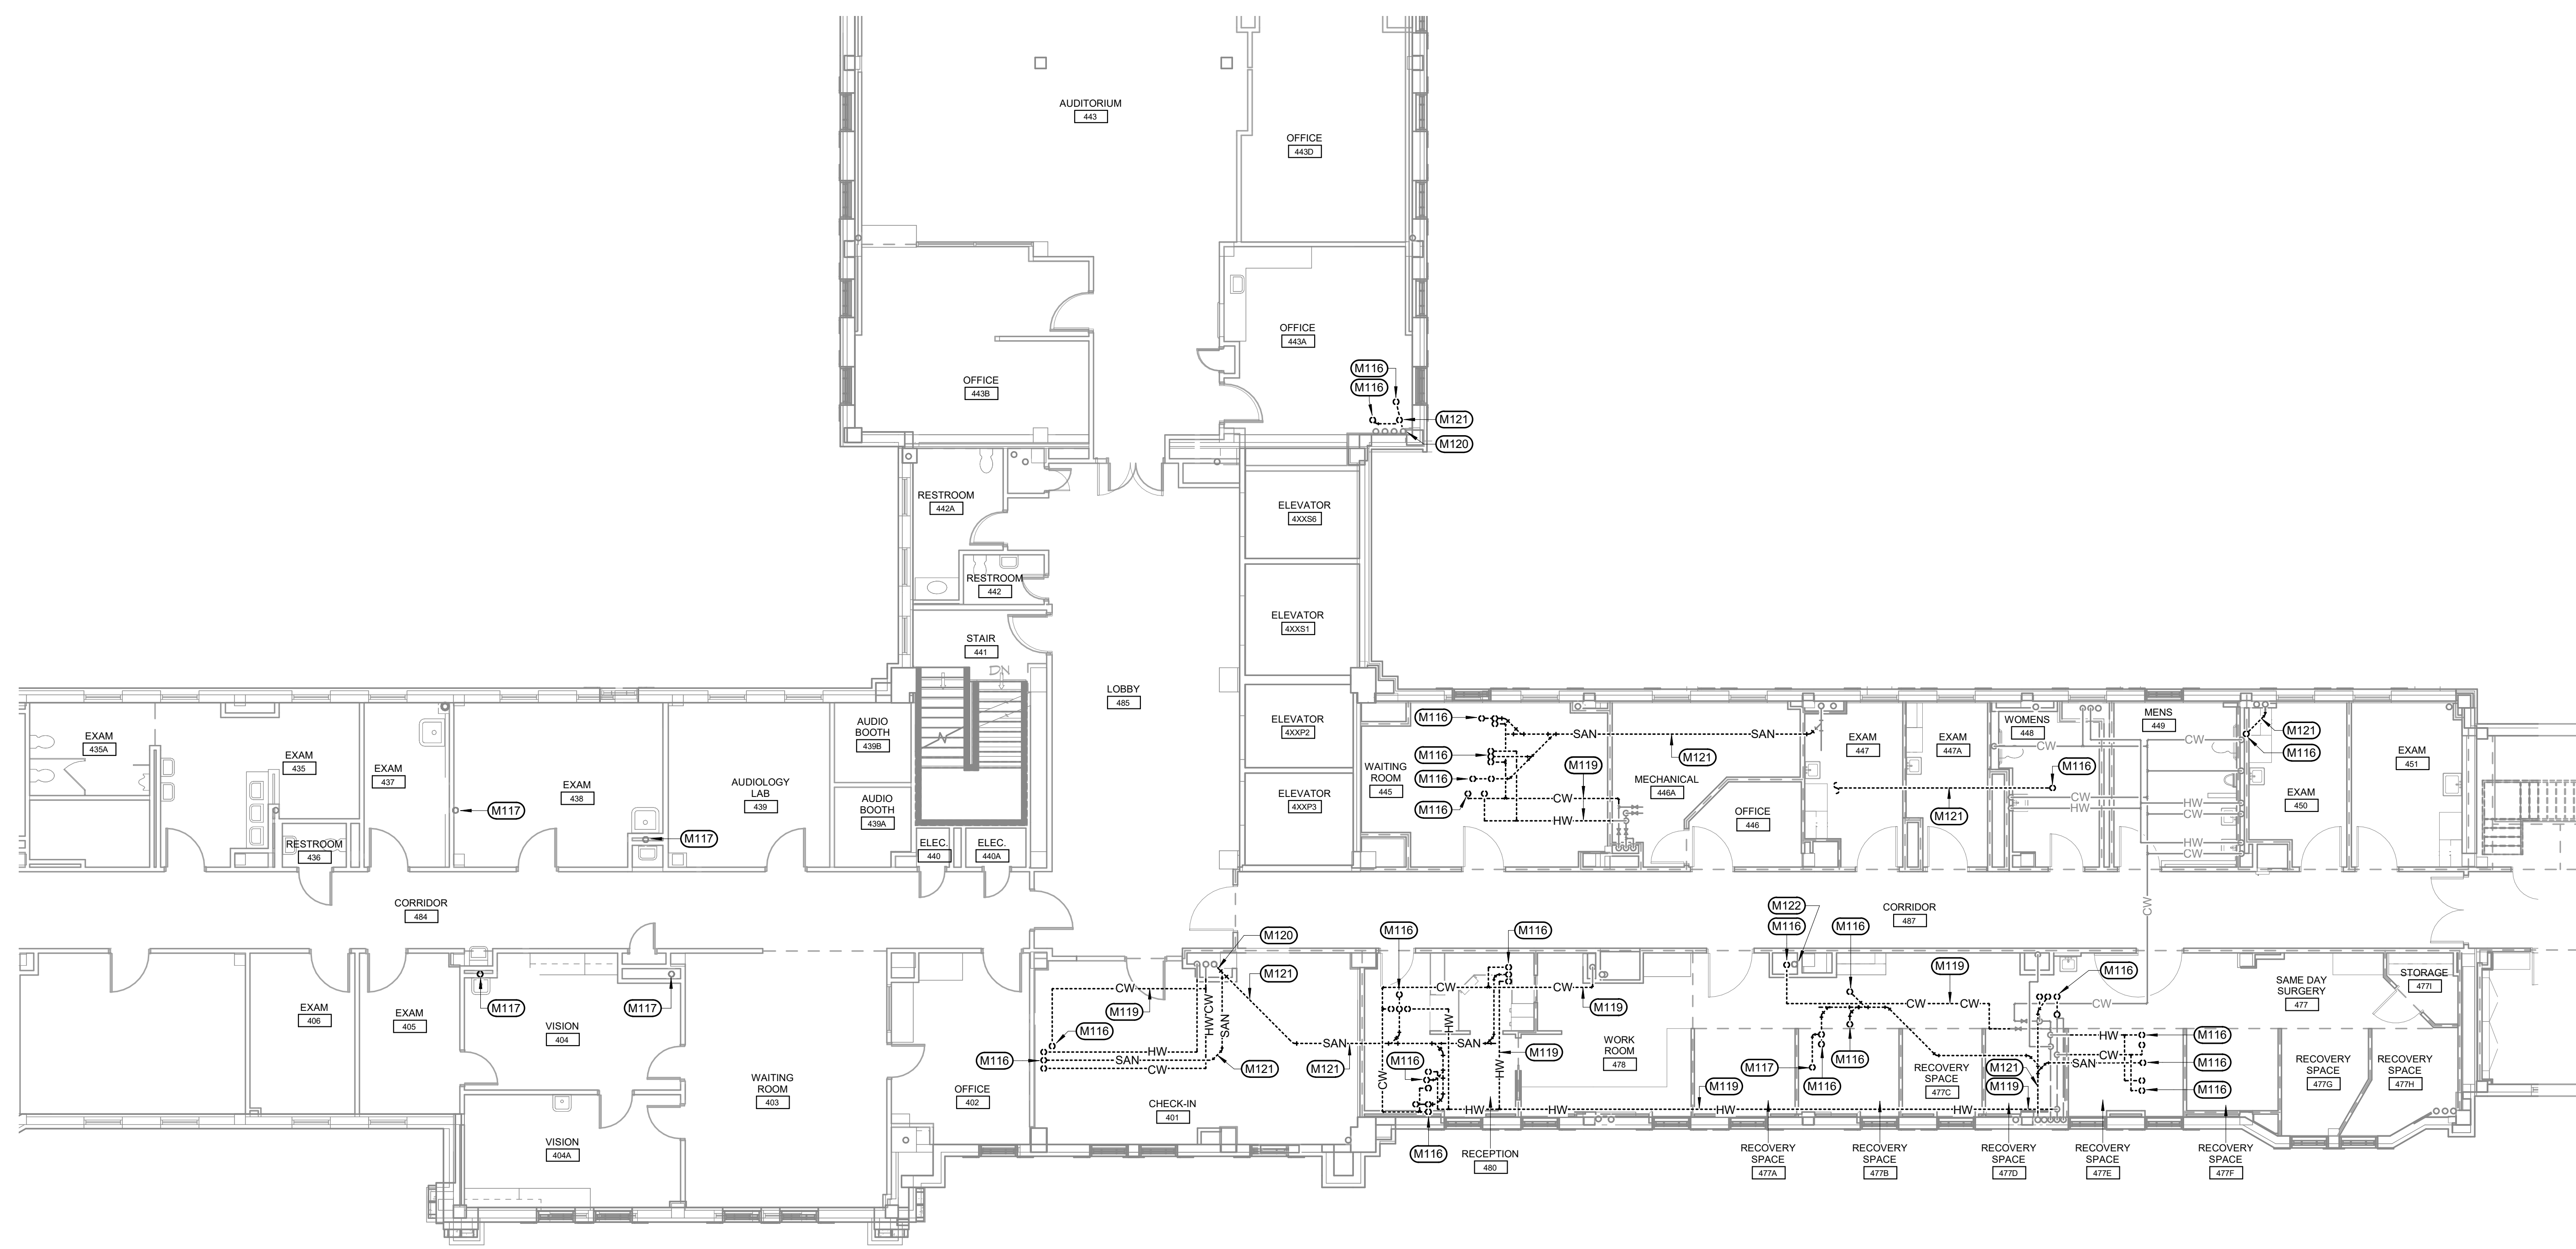 AUDITORIUM
443
OFFICE
443D
OFFICE
443A
OFFICE
443B
M116
M116
M121
M120
RESTROOM
442A
ELEVATOR
4XXS6
RESTROOM
442
ELEVATOR
4XXS1
STAIR
441
DN
LOBBY
485
ELEVATOR
4XXP2
ELEVATOR
4XXP3
EXAM
435A
EXAM
435
EXAM
437
EXAM
438
AUDIOLOGY
LAB
439
AUDIO
BOOTH
439B
AUDIO
BOOTH
439A
M117
M117
RESTROOM
436
ELEC.
440
ELEC.
440A
M116
M116
M116
M116
WAITING
ROOM
445
SAN
SAN
M121
M119
CW
HW
MECHANICAL
446A
OFFICE
446
EXAM
447
EXAM
447A
WOMENS
448
MENS
449
CW
CW
M116
M121
CW
HW
HW
CW
HW
CW
M121
M116
EXAM
450
EXAM
451
CORRIDOR
484
CORRIDOR
487
CW
EXAM
406
EXAM
405
M117
M117
VISION
404
VISION
404A
WAITING
ROOM
403
OFFICE
402
M120
M121
CW
M119
HW
CW
SAN
M116
M116
HW
SAN
CW
M121
CHECK-IN
401
SAN
M121
M116
M116
CW
CW
M119
HW
SAN
M119
HW
CW
M116
M116
HW
HW
RECEPTION
480
WORK
ROOM
478
M122
M116
M116
M119
CW
CW
CW
M116
M117
M116
M116
M119
HW
HW
RECOVERY
SPACE
477C
M121
M119
HW
CW
SAN
M116
M116
M116
SAME DAY
SURGERY
477
STORAGE
477I
RECOVERY
SPACE
477G
RECOVERY
SPACE
477H
RECOVERY
SPACE
477A
RECOVERY
SPACE
477B
RECOVERY
SPACE
477D
RECOVERY
SPACE
477E
RECOVERY
SPACE
477F